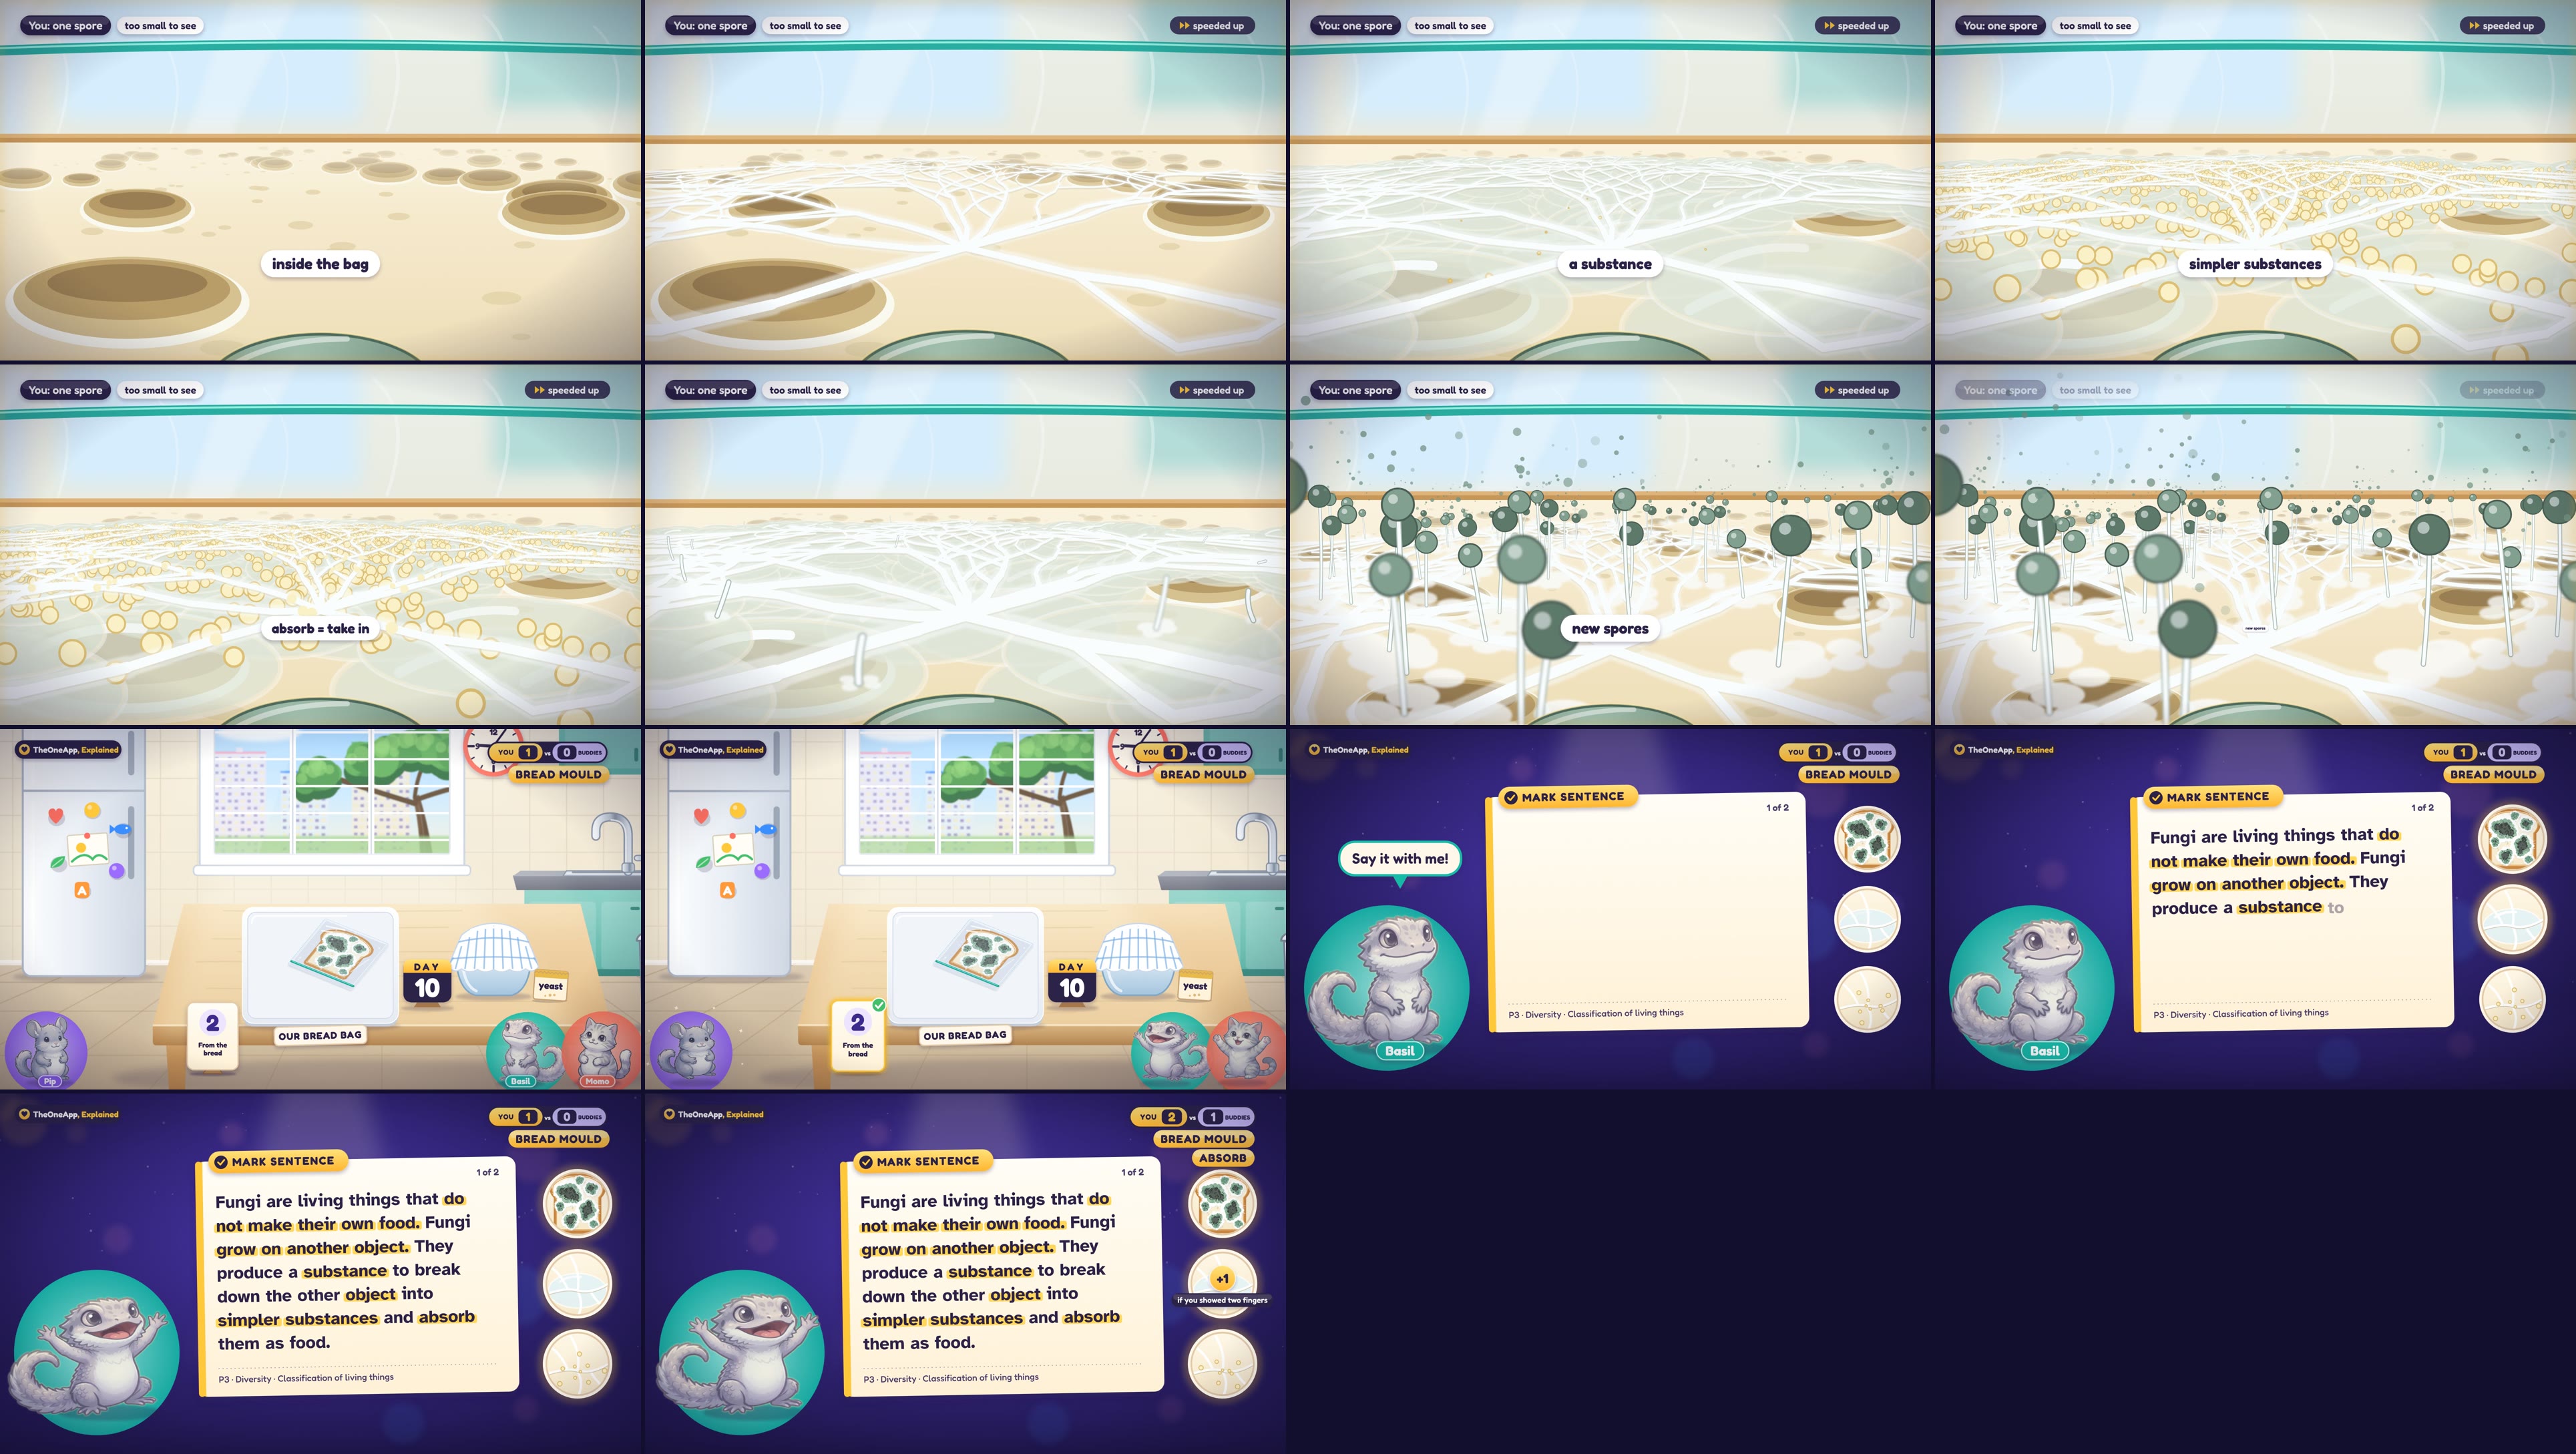 You: one spore
too small to see
inside the bag
You: one spore
too small to see
speeded up
You: one spore
too small to see
speeded up
a substance
You: one spore
too small to see
speeded up
simpler substances
You: one spore
too small to see
speeded up
absorb = take in
You: one spore
too small to see
speeded up
You: one spore
too small to see
speeded up
new spores
You: one spore
too small to see
speeded up
new spores
TheOneApp, Explained
12
9
YOU 1 vs 0 BUDDIES
BREAD MOULD
A
DAY
10
yeast
2
From the
bread
OUR BREAD BAG
Pip
Basil
Momo
TheOneApp, Explained
12
9
YOU 1 vs 0 BUDDIES
BREAD MOULD
A
DAY
10
yeast
2
From the
bread
OUR BREAD BAG
TheOneApp, Explained
YOU 1 vs 0 BUDDIES
BREAD MOULD
MARK SENTENCE
1 of 2
Say it with me!
P3 · Diversity · Classification of living things
Basil
TheOneApp, Explained
YOU 1 vs 0 BUDDIES
BREAD MOULD
MARK SENTENCE
1 of 2
Fungi are living things that do
not make their own food. Fungi
grow on another object. They
produce a substance to
P3 · Diversity · Classification of living things
Basil
TheOneApp, Explained
YOU 1 vs 0 BUDDIES
BREAD MOULD
MARK SENTENCE
1 of 2
Fungi are living things that do
not make their own food. Fungi
grow on another object. They
produce a substance to break
down the other object into
simpler substances and absorb
them as food.
P3 · Diversity · Classification of living things
TheOneApp, Explained
YOU 2 vs 1 BUDDIES
BREAD MOULD
ABSORB
MARK SENTENCE
1 of 2
Fungi are living things that do
not make their own food. Fungi
grow on another object. They
produce a substance to break
down the other object into
simpler substances and absorb
them as food.
+1
if you showed two fingers
P3 · Diversity · Classification of living things